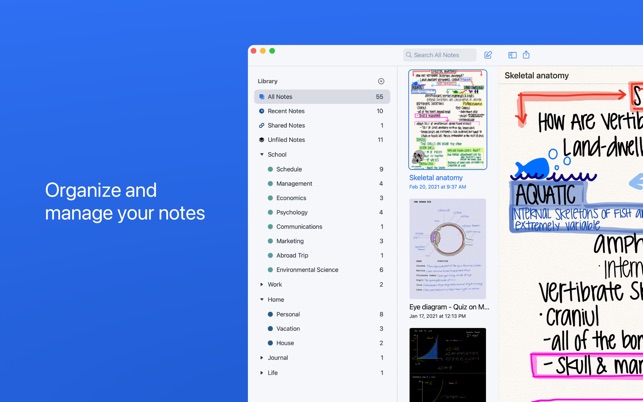 Organize and
manage your notes
Search All Notes
Library
All Notes 55
Recent Notes 10
Shared Notes 1
Unfiled Notes 11
School
Schedule 9
Management 4
Economics 3
Psychology 4
Communications 1
Marketing 3
Abroad Trip 1
Environmental Science 6
Work 2
Home
Personal 8
Vacation 3
House 2
Journal 1
Life 1
Skeletal anatomy
Feb 20, 2021 at 9:37 AM
Eye diagram - Quiz on M...
Jan 17, 2021 at 12:13 PM
Skeletal anatomy
How are vertib
Land-dwell
AQUATIC
INTERNAL SKELETONS OF FISH a
extremely variable
amph
Intern
Vertibrate Sk
Craniul
-all of the bon
- Skull & man